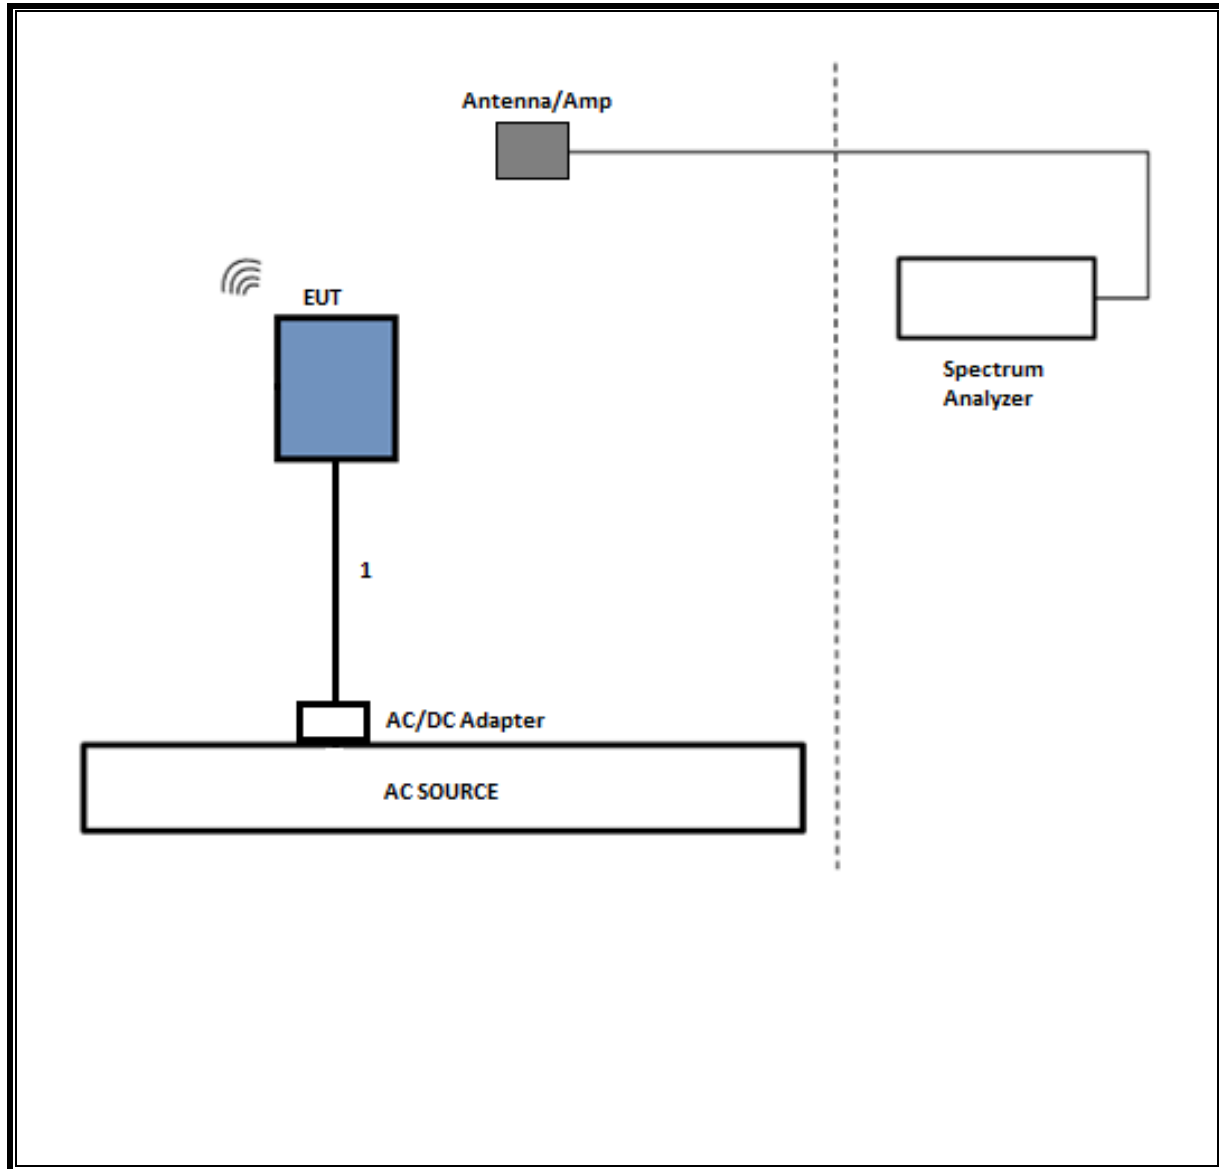 Antenna/Amp
EUT
Spectrum
Analyzer
1
AC/DC Adapter
AC SOURCE